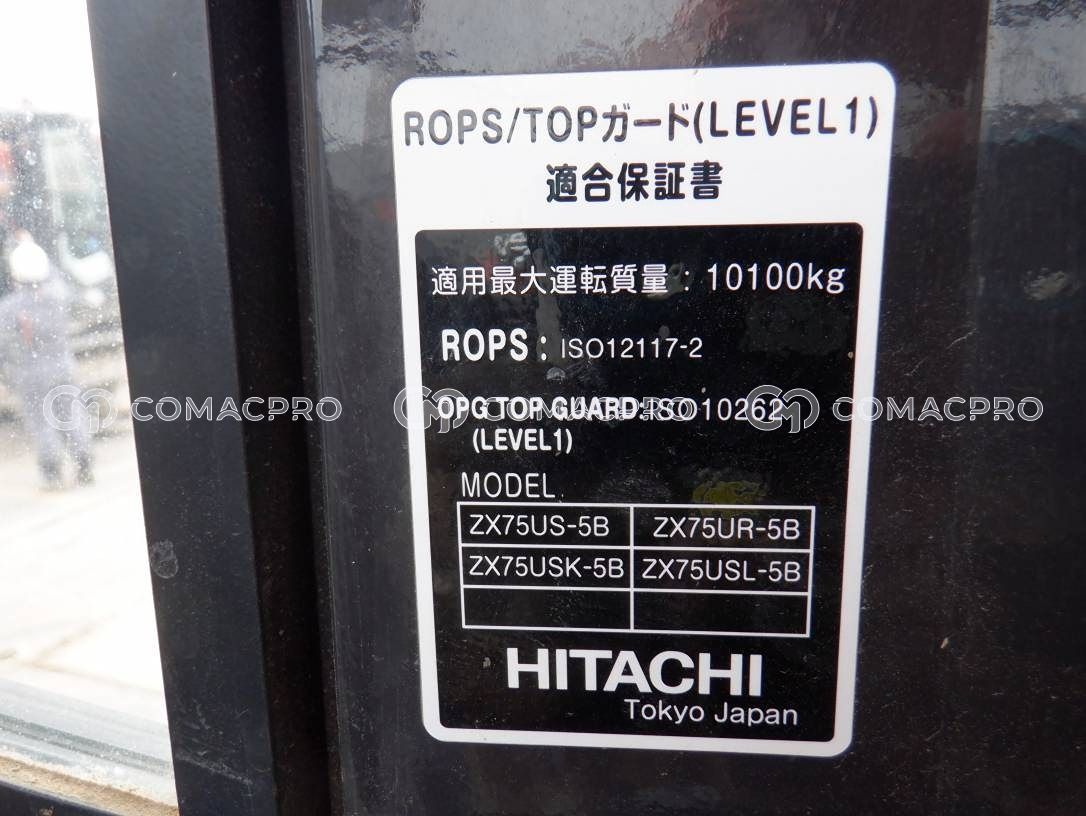 ROPS/TOPガード(LEVEL1)
適合保証書
適用最大運転質量 : 10100kg
ROPS : ISO12117-2
COMACPRO COMACPRO COMACPRO
OPG TOP GUARD:ISO10262
(LEVEL1)
MODEL
ZX75US-5B ZX75UR-5B
ZX75USK-5B ZX75USL-5B
HITACHI
Tokyo Japan